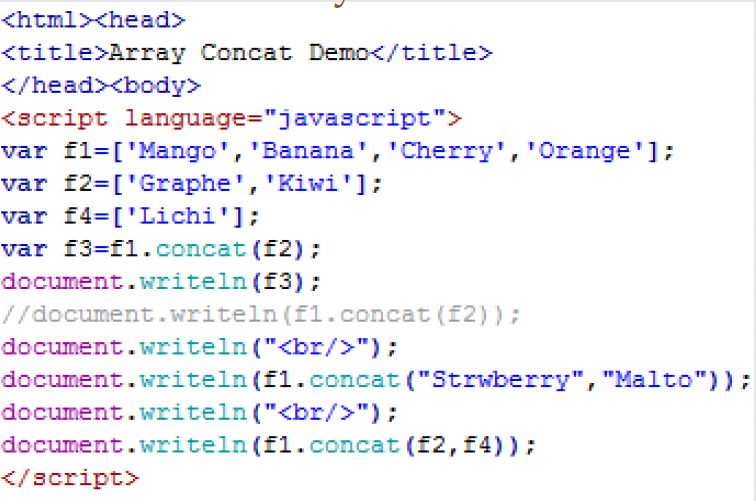 <html><head>
<title>Array Concat Demo</title>
</head><body>
<script language="javascript">
var f1=['Mango','Banana','Cherry','Orange'];
var f2=['Graphe','Kiwi'];
var f4=['Lichi'];
var f3=f1.concat(f2);
document.writeln(f3);
//document.writeln(f1.concat(f2));
document.writeln("<br/>");
document.writeln(f1.concat("Strwberry","Malto"));
document.writeln("<br/>");
document.writeln(f1.concat(f2,f4));
</script>